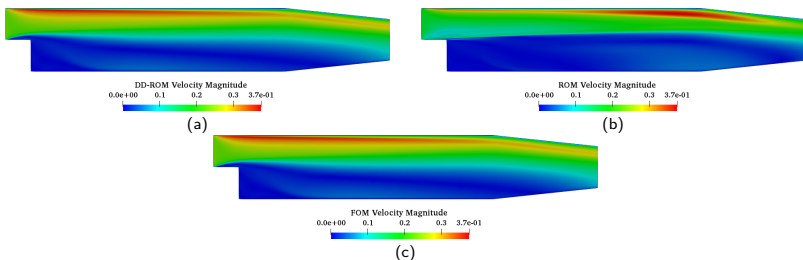 DD-ROM Velocity Magnitude
0.0e+00 0.1 0.2 0.3 3.7e-01
(a)
ROM Velocity Magnitude
0.0e+00 0.1 0.2 0.3 3.7e-01
(b)
FOM Velocity Magnitude
0.0e+00 0.1 0.2 0.3 3.7e-01
(c)